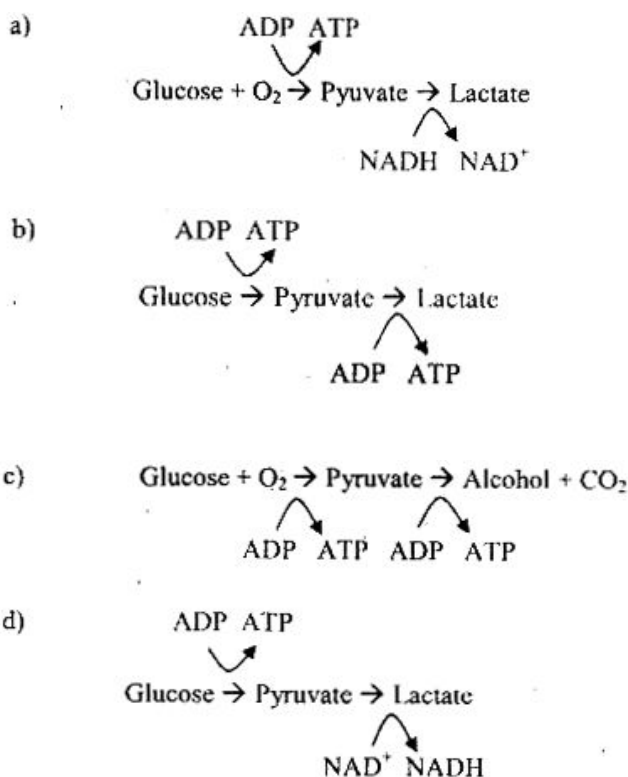 a)
ADP ATP
Glucose + O₂ → Pyuvate → Lactate
NADH NAD⁺
b)
ADP ATP
Glucose → Pyruvate → Lactate
ADP ATP
c)
Glucose + O₂ → Pyruvate → Alcohol + CO₂
ADP ATP ADP ATP
d)
ADP ATP
Glucose → Pyruvate → Lactate
NAD⁺ NADH